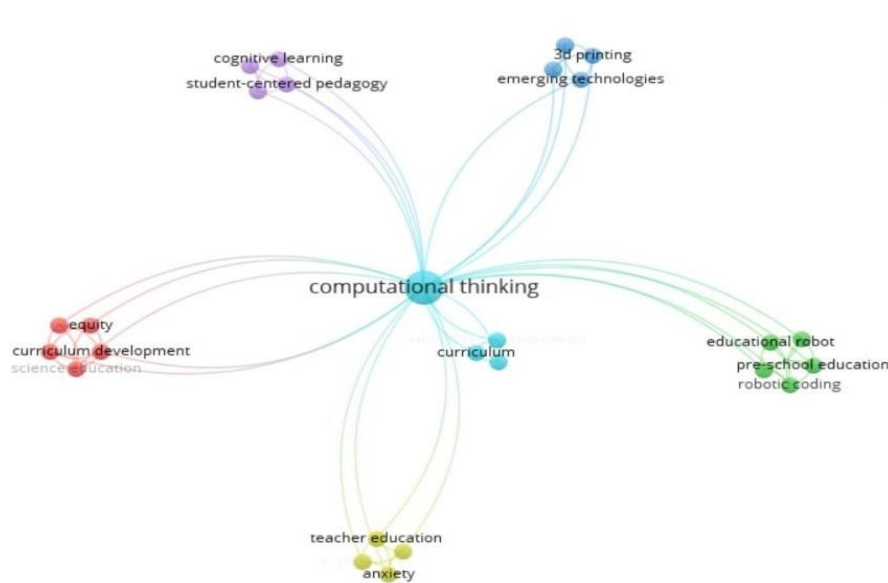 cognitive learning
student-centered pedagogy
3d printing
emerging technologies
computational thinking
equity
curriculum development
science education
curriculum
educational robot
pre-school education
robotic coding
teacher education
anxiety